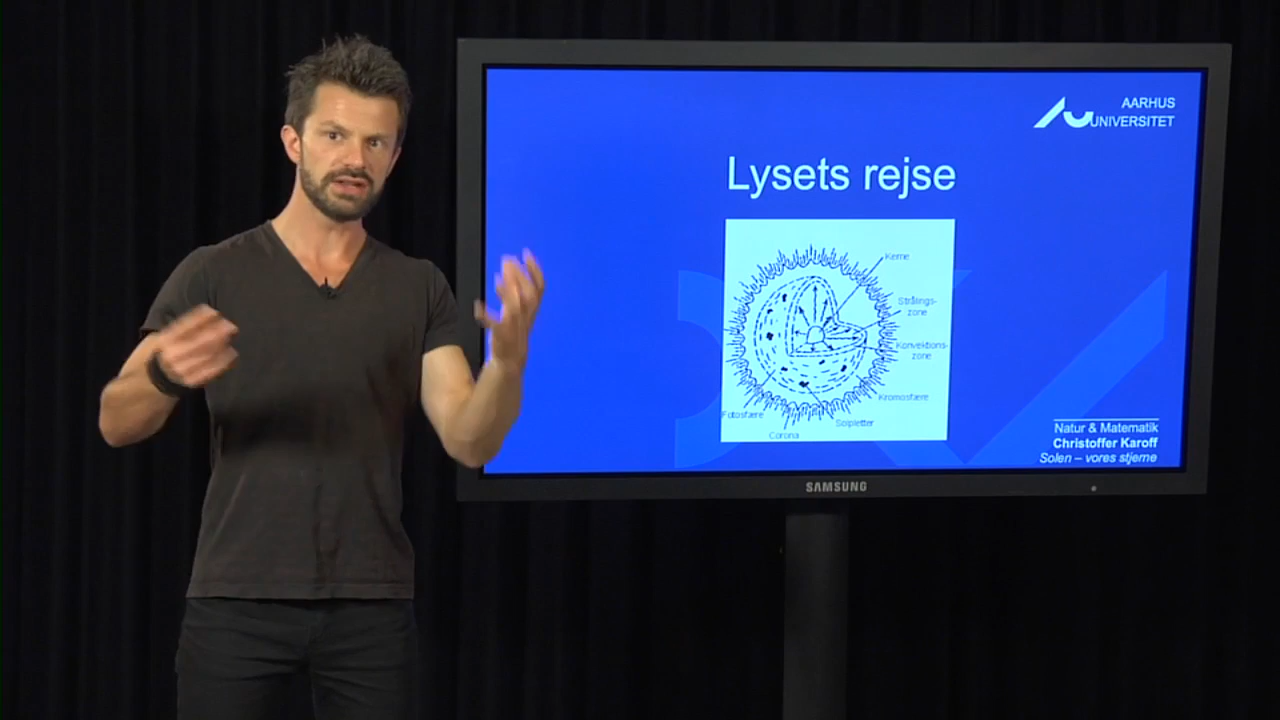 AARHUS
UNIVERSITET
Lysets rejse
Kerne
Strålings-
zone
Konvektions-
zone
Kromosfære
Solpletter
Fotosfære
Corona
Natur & Matematik
Christoffer Karoff
Solen – vores stjerne
SAMSUNG